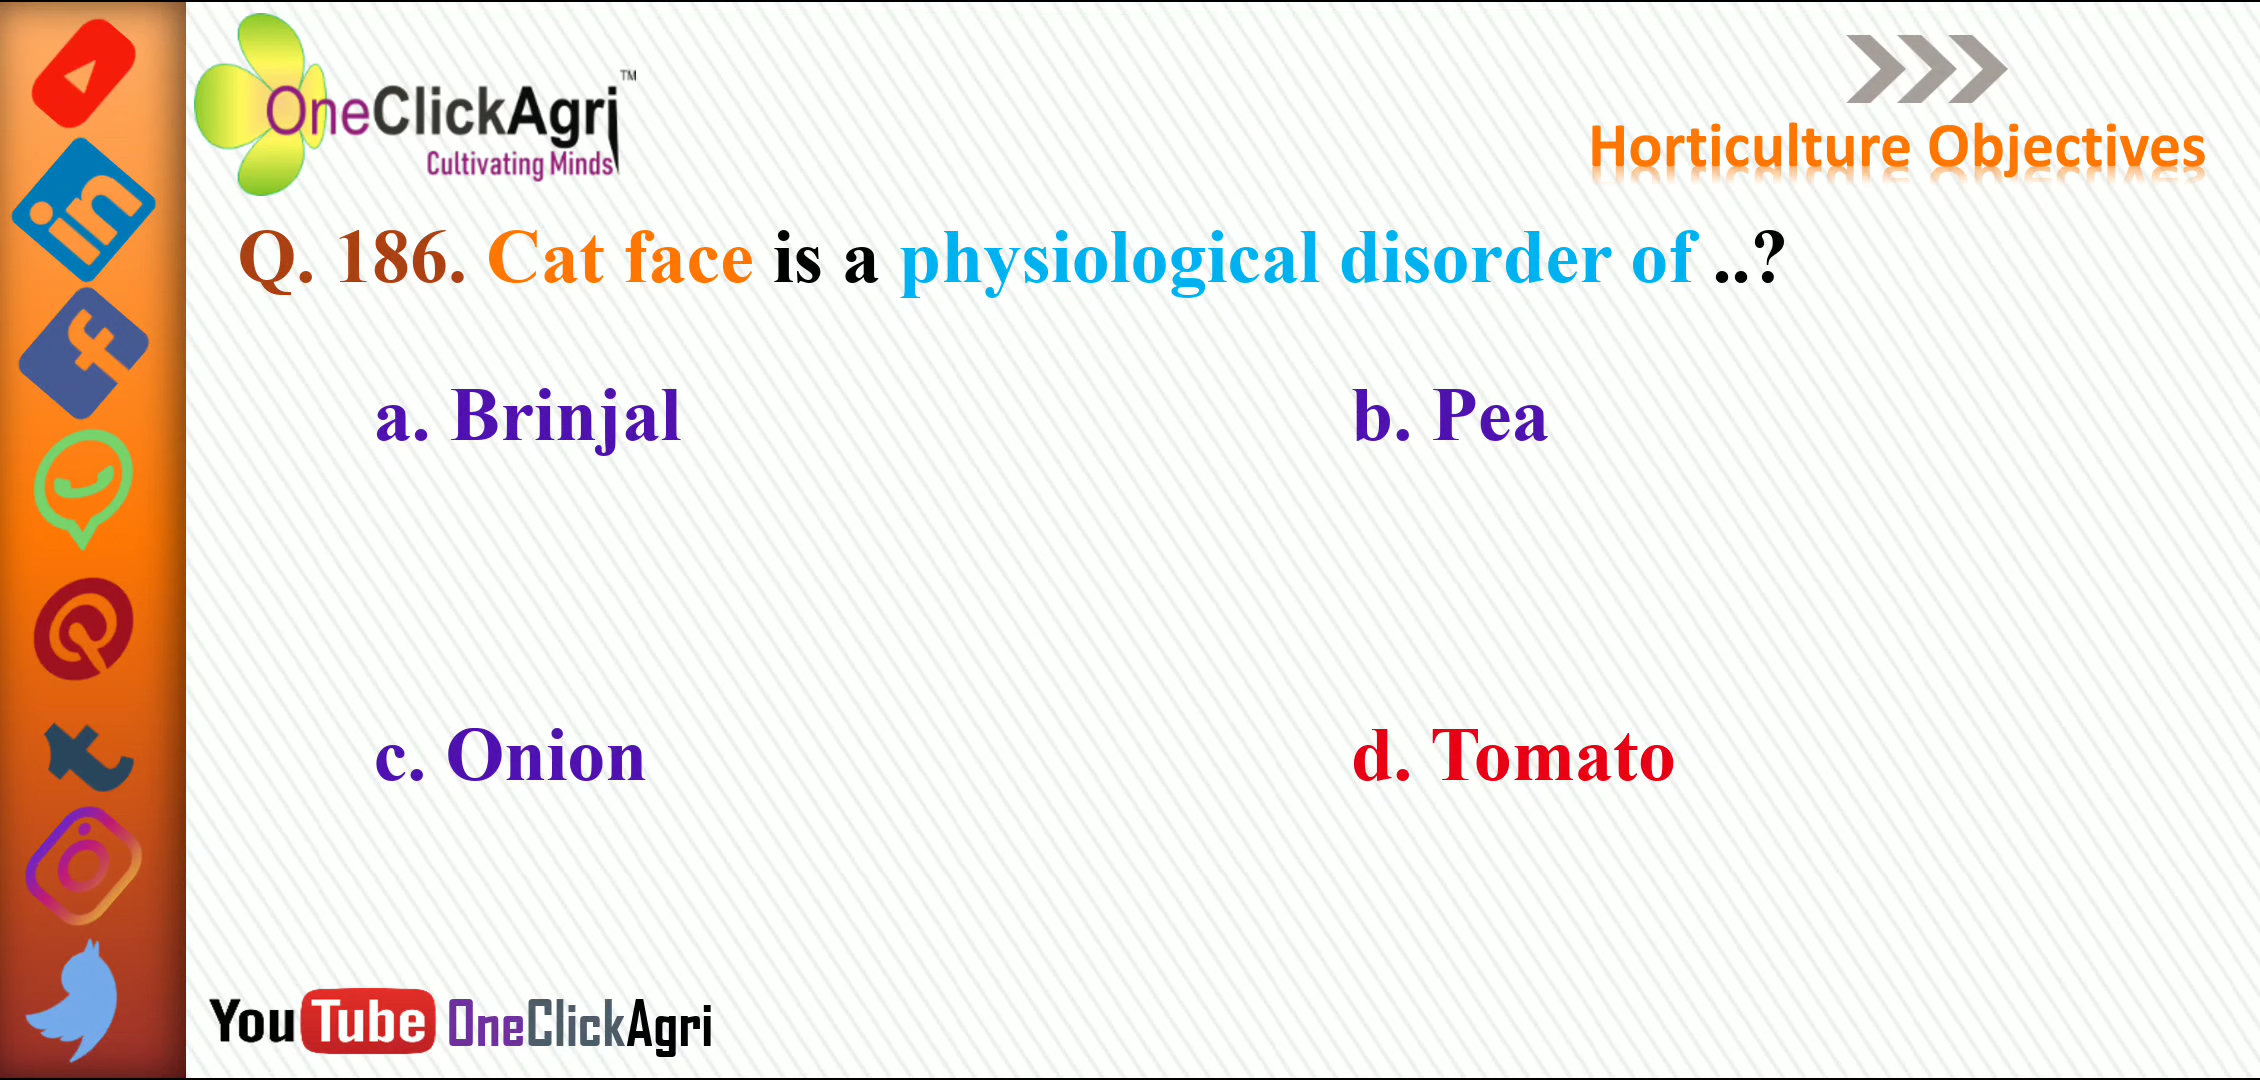 OneClickAgri™
Cultivating Minds
Horticulture Objectives
Q. 186. Cat face is a physiological disorder of ..?
a. Brinjal
b. Pea
c. Onion
d. Tomato
YouTube OneClickAgri